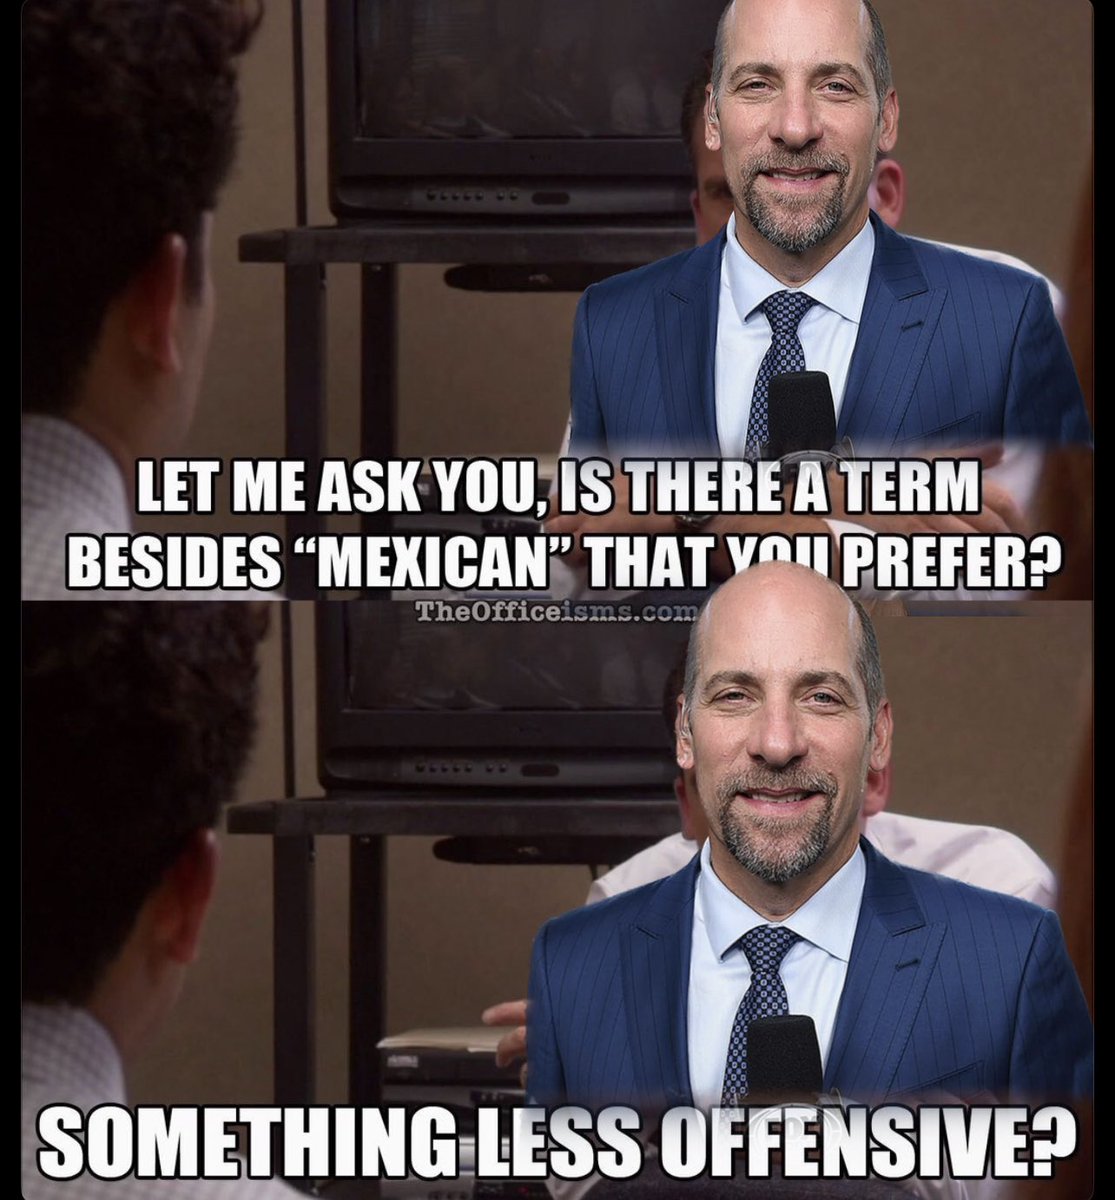 LET ME ASK YOU, IS THERE A TERM
BESIDES “MEXICAN” THAT YOU PREFER?
TheOfficeisms.com
SOMETHING LESS OFFENSIVE?